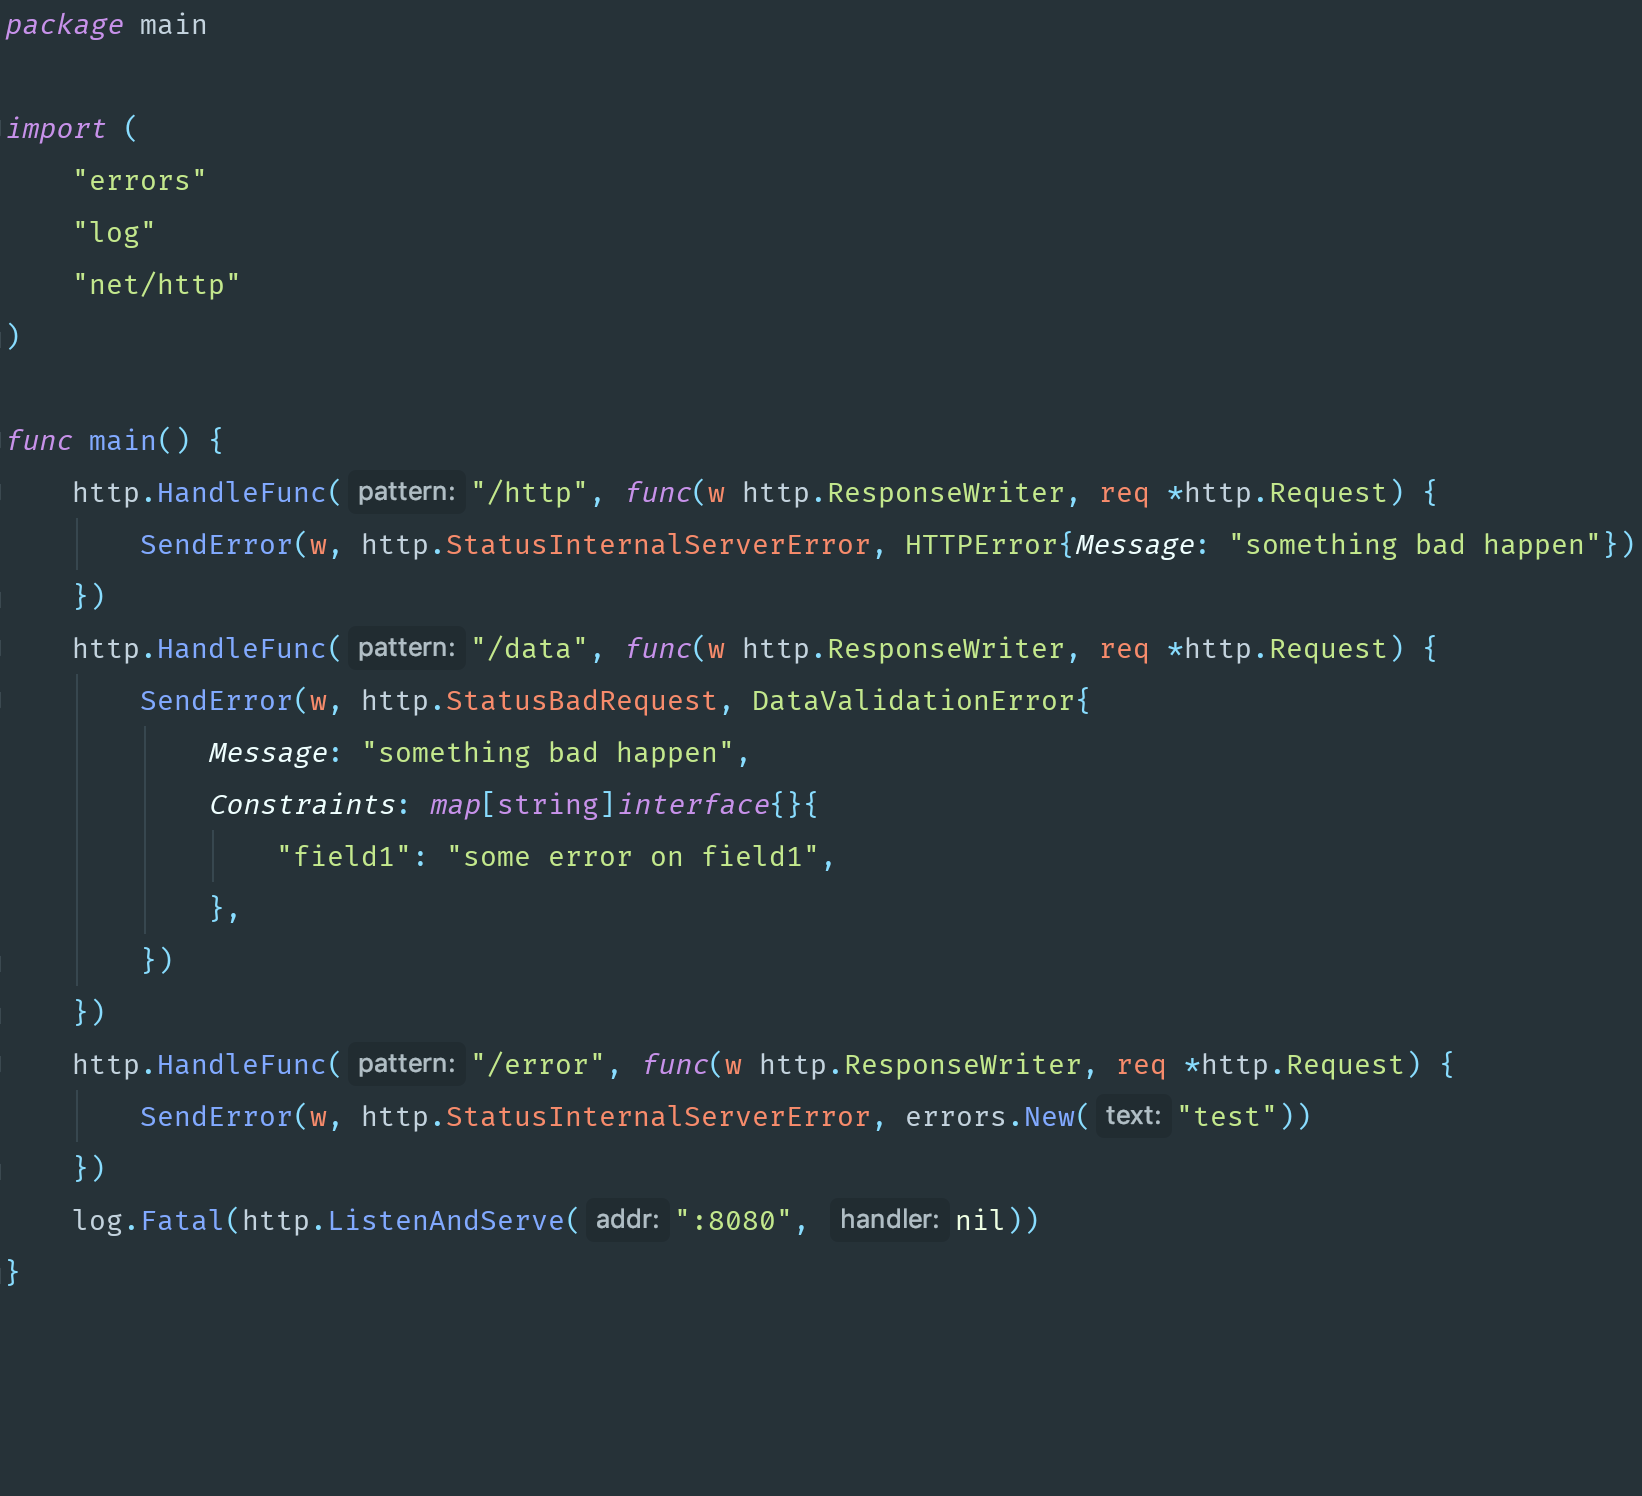 package main
import (
"errors"
"log"
"net/http"
)
func main() {
http.HandleFunc( pattern: "/http", func(w http.ResponseWriter, req *http.Request) {
SendError(w, http.StatusInternalServerError, HTTPError{Message: "something bad happen"})
})
http.HandleFunc( pattern: "/data", func(w http.ResponseWriter, req *http.Request) {
SendError(w, http.StatusBadRequest, DataValidationError{
Message: "something bad happen",
Constraints: map[string]interface{}{
"field1": "some error on field1",
},
})
})
http.HandleFunc( pattern: "/error", func(w http.ResponseWriter, req *http.Request) {
SendError(w, http.StatusInternalServerError, errors.New( text: "test"))
})
log.Fatal(http.ListenAndServe( addr: ":8080", handler: nil))
}